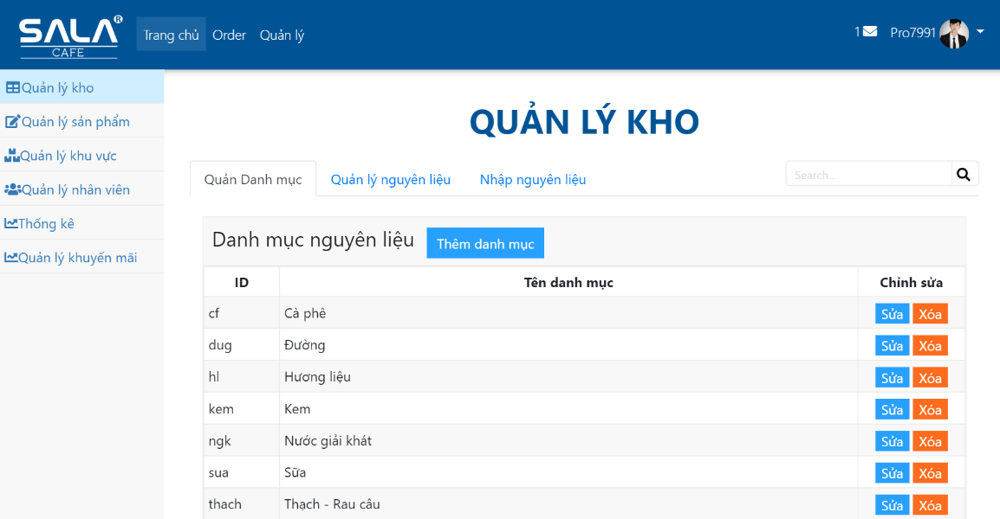 SALA®
CAFE
Trang chủ Order Quản lý
1 Pro7991
Quản lý kho
Quản lý sản phẩm
Quản lý khu vực
Quản lý nhân viên
Thống kê
Quản lý khuyến mãi
QUẢN LÝ KHO
Quản Danh mục Quản lý nguyên liệu Nhập nguyên liệu Search...
Danh mục nguyên liệu Thêm danh mục
ID Tên danh mục Chỉnh sửa
cf Cà phê Sửa Xóa
dug Đường Sửa Xóa
hl Hương liệu Sửa Xóa
kem Kem Sửa Xóa
ngk Nước giải khát Sửa Xóa
sua Sữa Sửa Xóa
thach Thạch - Rau câu Sửa Xóa